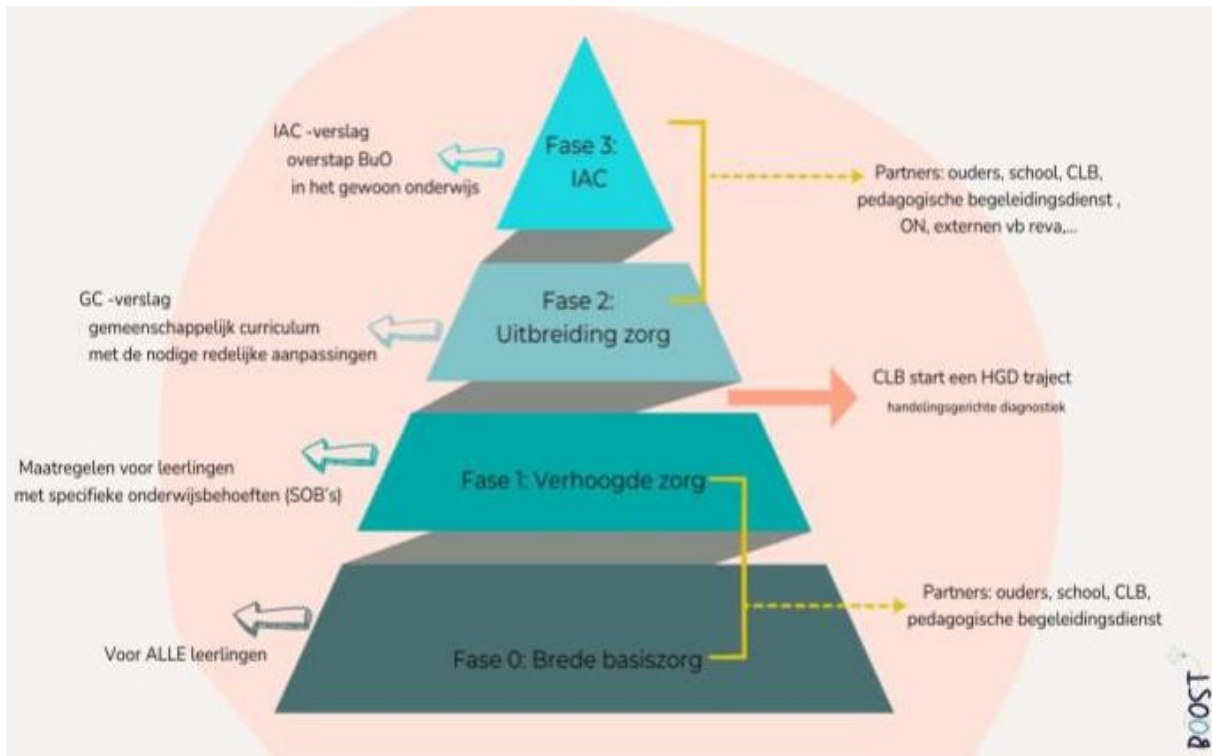 IAC -verslag
overstap BuO
in het gewoon onderwijs
Fase 3:
IAC
Partners: ouders, school, CLB,
pedagogische begeleidingsdienst ,
ON, externen vb reva,...
GC -verslag
gemeenschappelijk curriculum
met de nodige redelijke aanpassingen
Fase 2:
Uitbreiding zorg
CLB start een HGD traject
handelingsgerichte diagnostiek
Maatregelen voor leerlingen
met specifieke onderwijsbehoeften (SOB's)
Fase 1: Verhoogde zorg
Partners: ouders, school, CLB,
pedagogische begeleidingsdienst
Voor ALLE leerlingen
Fase 0: Brede basiszorg
BOOST